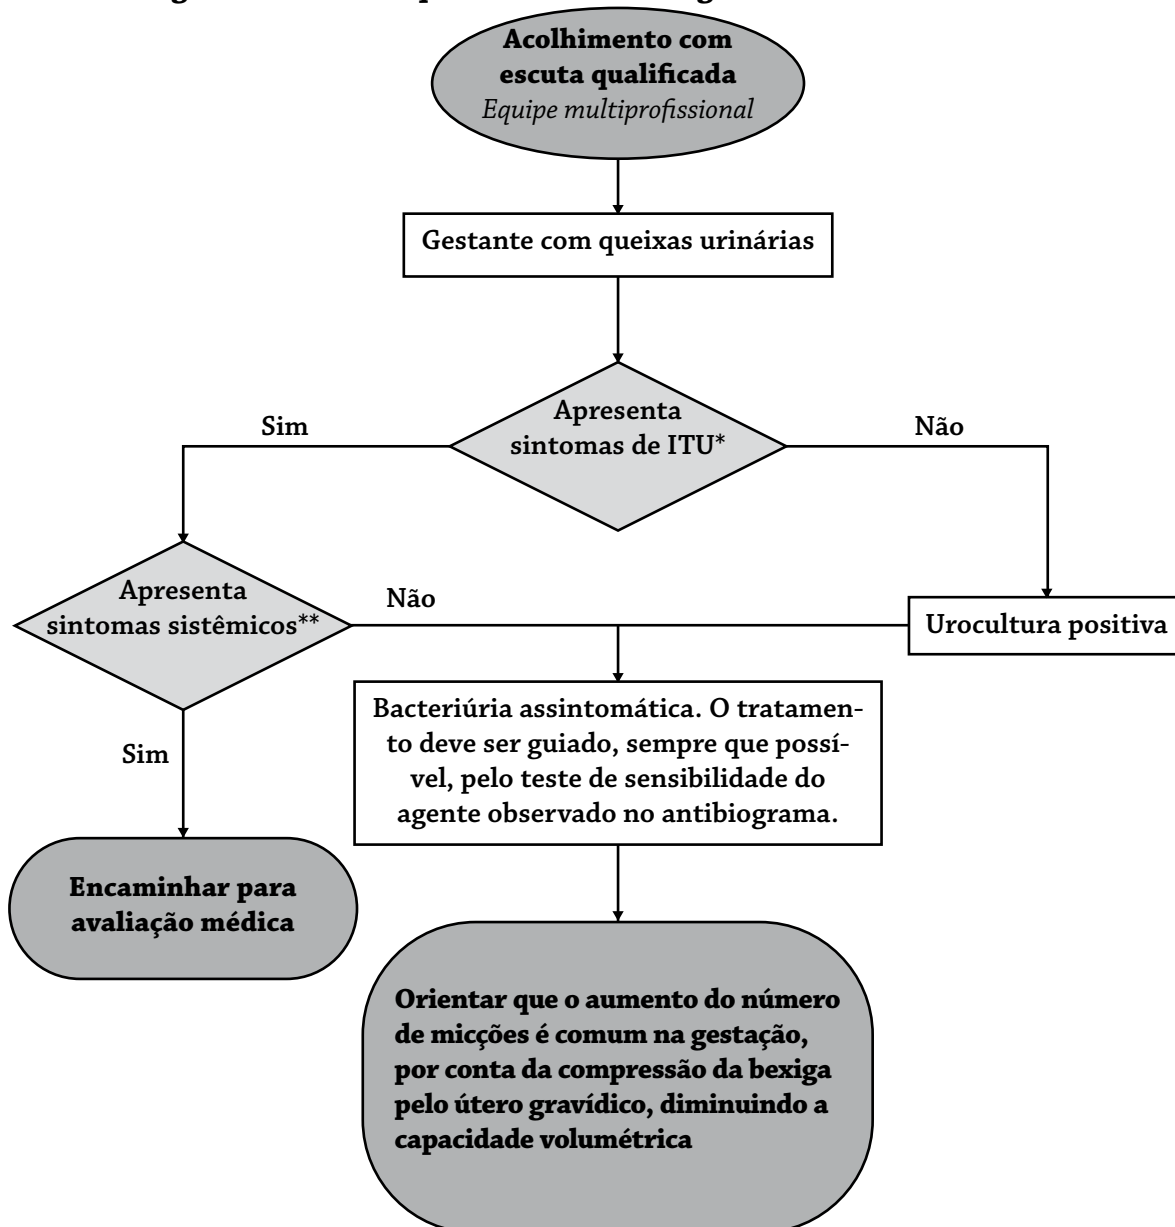 Acolhimento com
escuta qualificada
Equipe multiprofissional
Gestante com queixas urinárias
Apresenta
sintomas de ITU*
Sim
Não
Apresenta
sintomas sistêmicos**
Não
Urocultura positiva
Bacteriúria assintomática. O tratamen-
to deve ser guiado, sempre que possí-
vel, pelo teste de sensibilidade do
agente observado no antibiograma.
Sim
Encaminhar para
avaliação médica
Orientar que o aumento do número
de micções é comum na gestação,
por conta da compressão da bexiga
pelo útero gravídico, diminuindo a
capacidade volumétrica